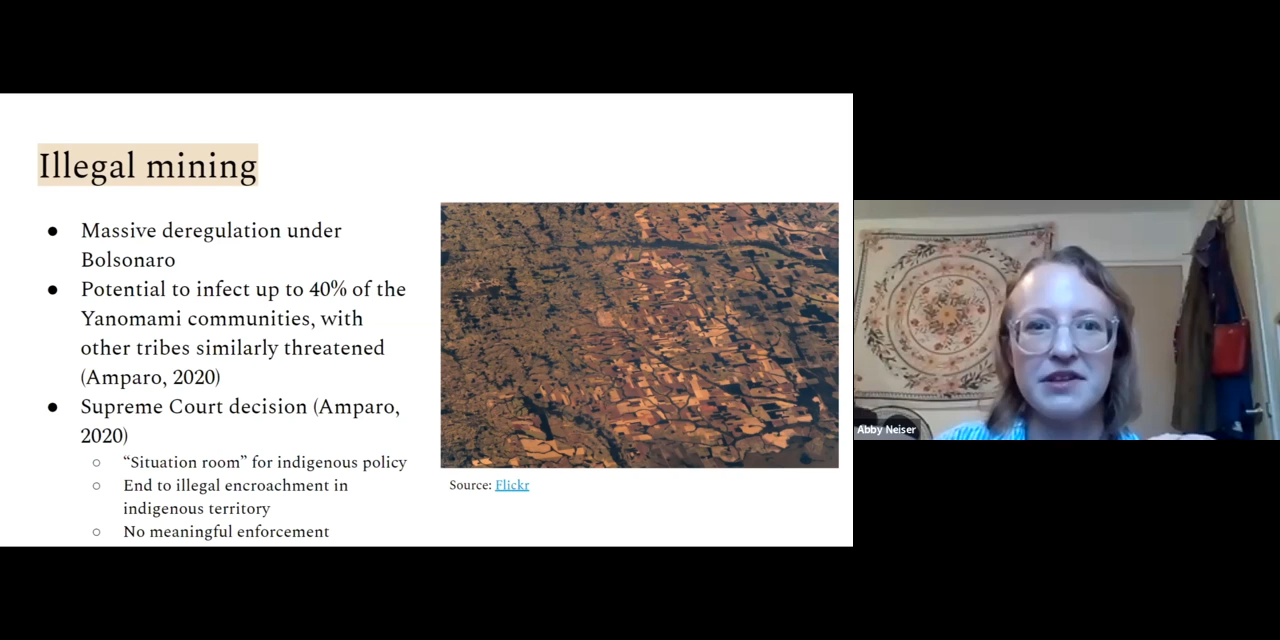 Illegal mining
● Massive deregulation under
Bolsonaro
● Potential to infect up to 40% of the
Yanomami communities, with
other tribes similarly threatened
(Amparo, 2020)
● Supreme Court decision (Amparo,
2020)
○ “Situation room” for indigenous policy
○ End to illegal encroachment in
indigenous territory
○ No meaningful enforcement
Source: Flickr
Abby Neiser